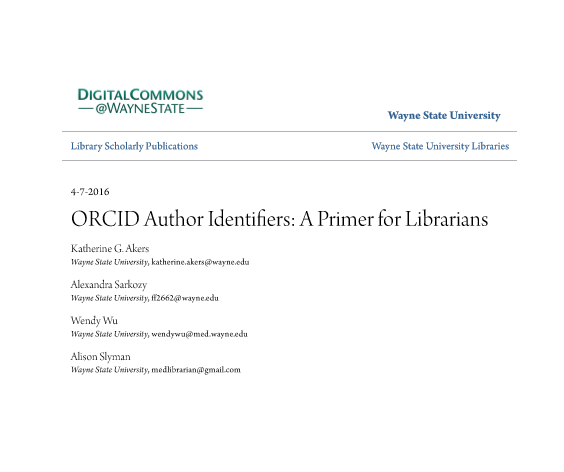 DIGITALCOMMONS
@WAYNESTATE
Wayne State University
Library Scholarly Publications
Wayne State University Libraries
4-7-2016
ORCID Author Identifiers: A Primer for Librarians
Katherine G. Akers
Wayne State University, katherine.akers@wayne.edu
Alexandra Sarkozy
Wayne State University, ff2662@wayne.edu
Wendy Wu
Wayne State University, wendywu@med.wayne.edu
Alison Slyman
Wayne State University, medlibrarian@gmail.com